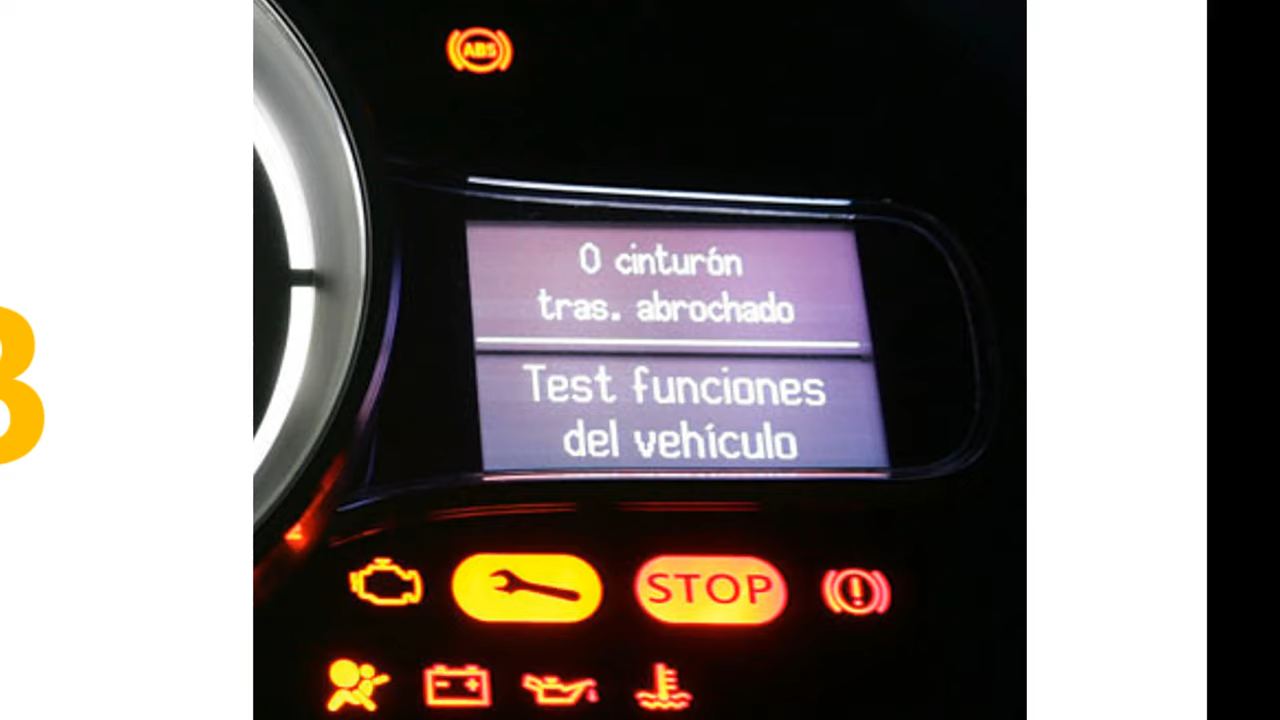 ABS
0 cinturón
tras. abrochado
Test funciones
del vehículo
STOP